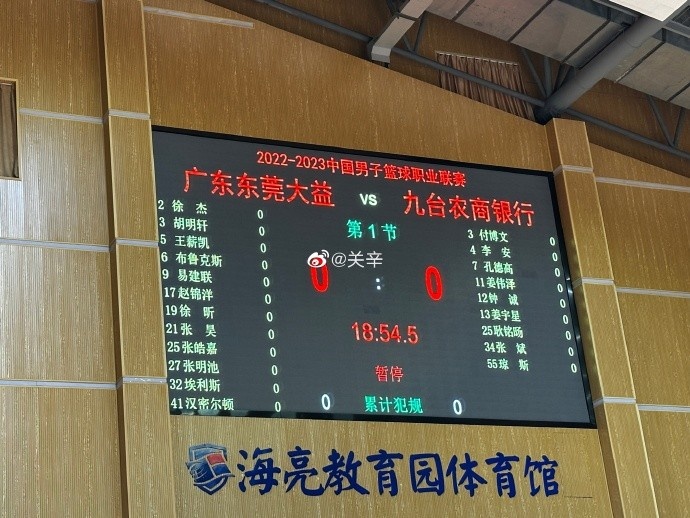 2022-2023中国男子篮球职业联赛
广东东莞大益 VS 九台农商银行
2 徐 杰 0
3 胡明轩 0
5 王薪凯 0
6 布鲁克斯 0
9 易建联 0
17 赵锦洋 0
19 徐 昕 0
21 张 昊 0
25 张皓嘉 0
27 张明池 0
32 埃利斯 0
41 汉密尔顿 0
第1节
@关辛
0 : 0
18:54.5
暂停
0 累计犯规 0
3 付博文 0
4 李 安 0
7 孔德高 0
11 姜伟泽 0
12 钟 诚 0
13 姜宇星 0
25 耿铭旸 0
34 张 斌 0
55 琼 斯 0
海亮教育园体育馆